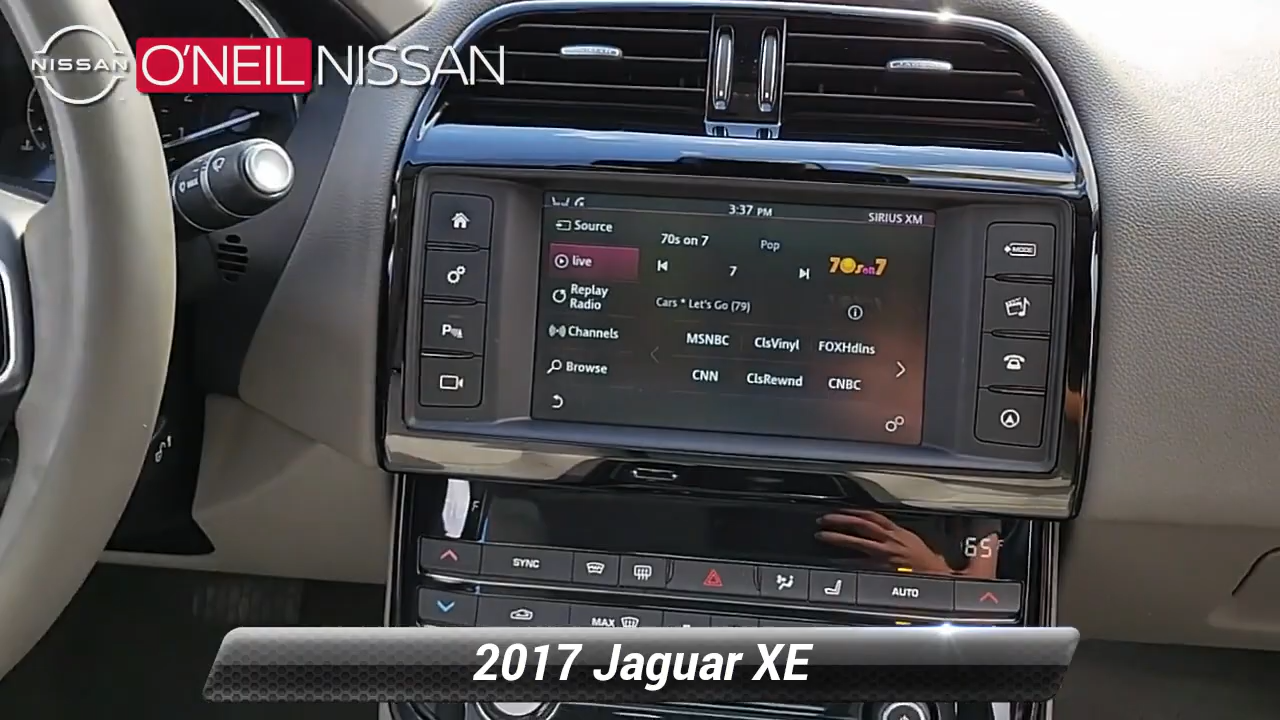 NISSAN O'NEIL NISSAN
3:37 PM
SIRIUS XM
Source
70s on 7
Pop
live
7
70s on 7
Replay
Radio
Cars * Let's Go (79)
Channels
MSNBC ClsVinyl FOXHdlns
Browse
CNN ClsRewnd CNBC
MODE
65
SYNC
AUTO
MAX
2017 Jaguar XE